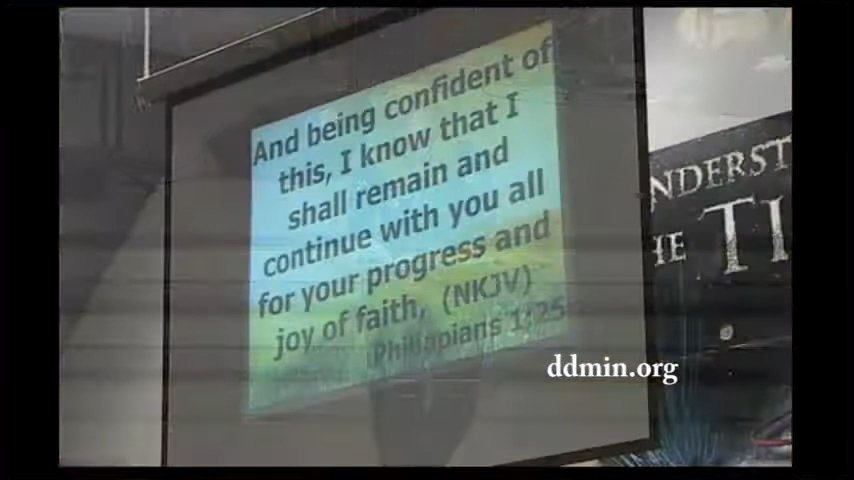 And being confident of
this, I know that I
shall remain and
continue with you all
for your progress and
joy of faith, (NKJV)
Philippians 1:25
NDERST
HE TI
ddmin.org